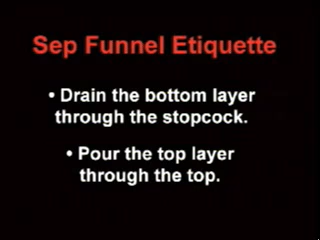 Sep Funnel Etiquette
• Drain the bottom layer
through the stopcock.
• Pour the top layer
through the top.